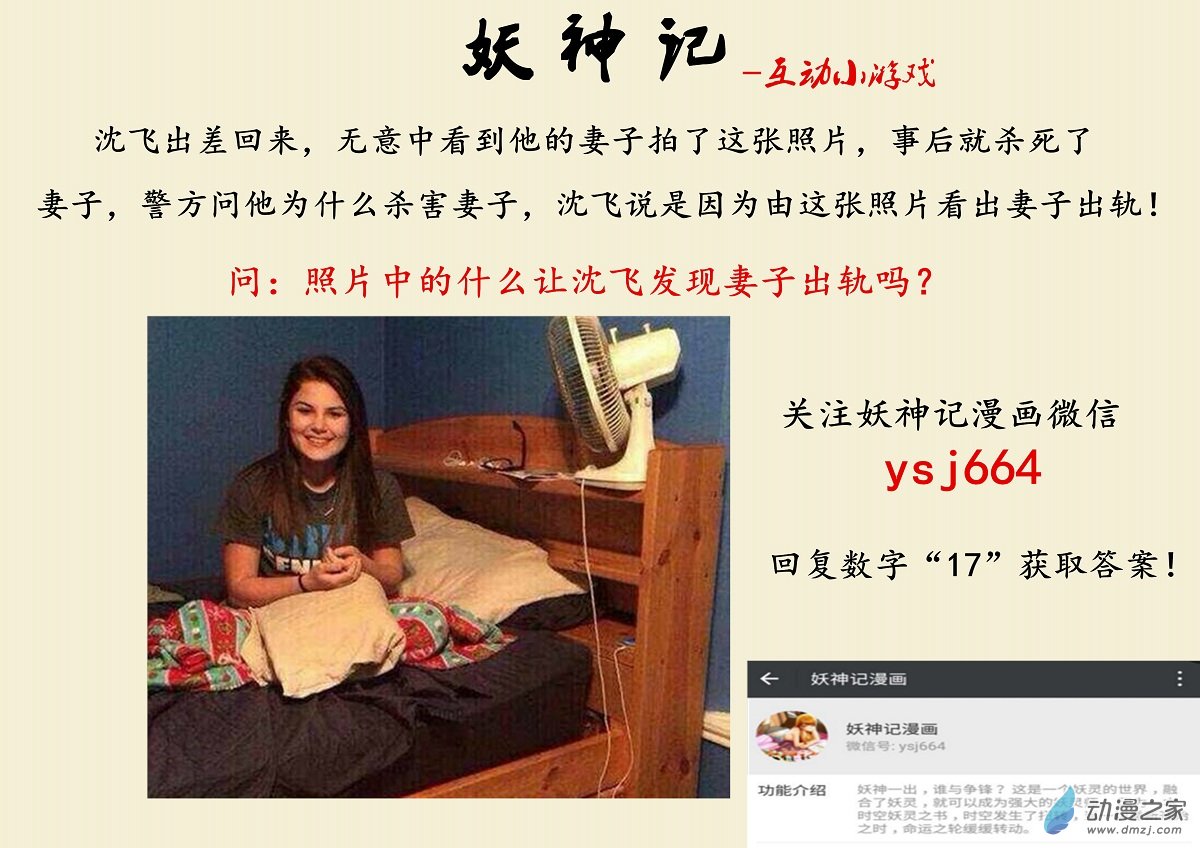 妖神记
-互动小游戏
沈飞出差回来，无意中看到他的妻子拍了这张照片，事后就杀死了
妻子，警方问他为什么杀害妻子，沈飞说是因为由这张照片看出妻子出轨！
问：照片中的什么让沈飞发现妻子出轨吗？
关注妖神记漫画微信
ysj664
回复数字“17”获取答案！
妖神记漫画
妖神记漫画
微信号: ysj664
功能介绍
妖神一出，谁与争锋？ 这是一个妖灵的世界，融
合了妖灵，就可以成为强大的妖灵
时空妖灵之书，时空发生了
之时，命运之轮缓缓转动。
动漫之家
www.dmzj.com